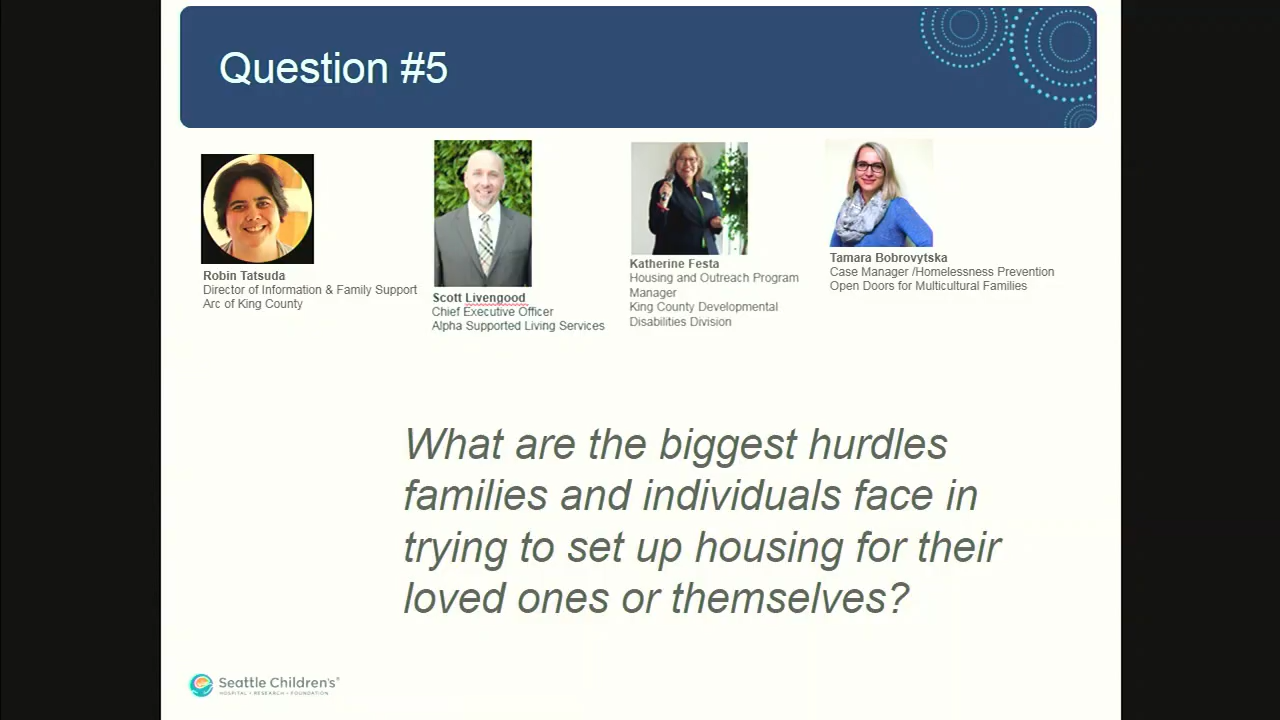 Question #5
Robin Tatsuda
Director of Information & Family Support
Arc of King County
Scott Livengood
Chief Executive Officer
Alpha Supported Living Services
Katherine Festa
Housing and Outreach Program
Manager
King County Developmental
Disabilities Division
Tamara Bobrovytska
Case Manager /Homelessness Prevention
Open Doors for Multicultural Families
What are the biggest hurdles
families and individuals face in
trying to set up housing for their
loved ones or themselves?
Seattle Children's®
HOSPITAL • RESEARCH • FOUNDATION